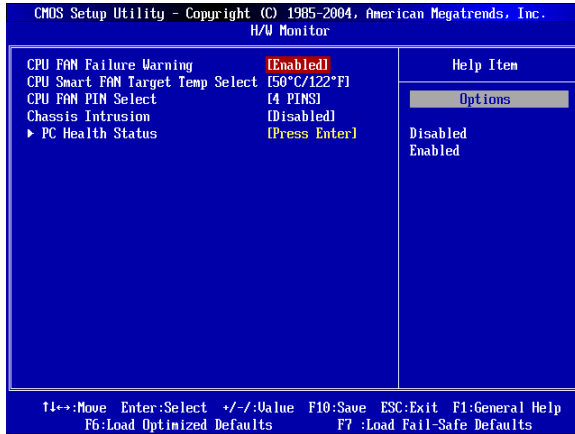 CMOS Setup Utility - Copyright (C) 1985-2004, American Megatrends, Inc.
H/W Monitor
CPU FAN Failure Warning [Enabled]
CPU Smart FAN Target Temp Select [50°C/122°F]
CPU FAN PIN Select [4 PINS]
Chassis Intrusion [Disabled]
▶ PC Health Status [Press Enter]
Help Item
Options
Disabled
Enabled
↑↓↔:Move Enter:Select +/-/:Value F10:Save ESC:Exit F1:General Help
F6:Load Optimized Defaults F7 :Load Fail-Safe Defaults